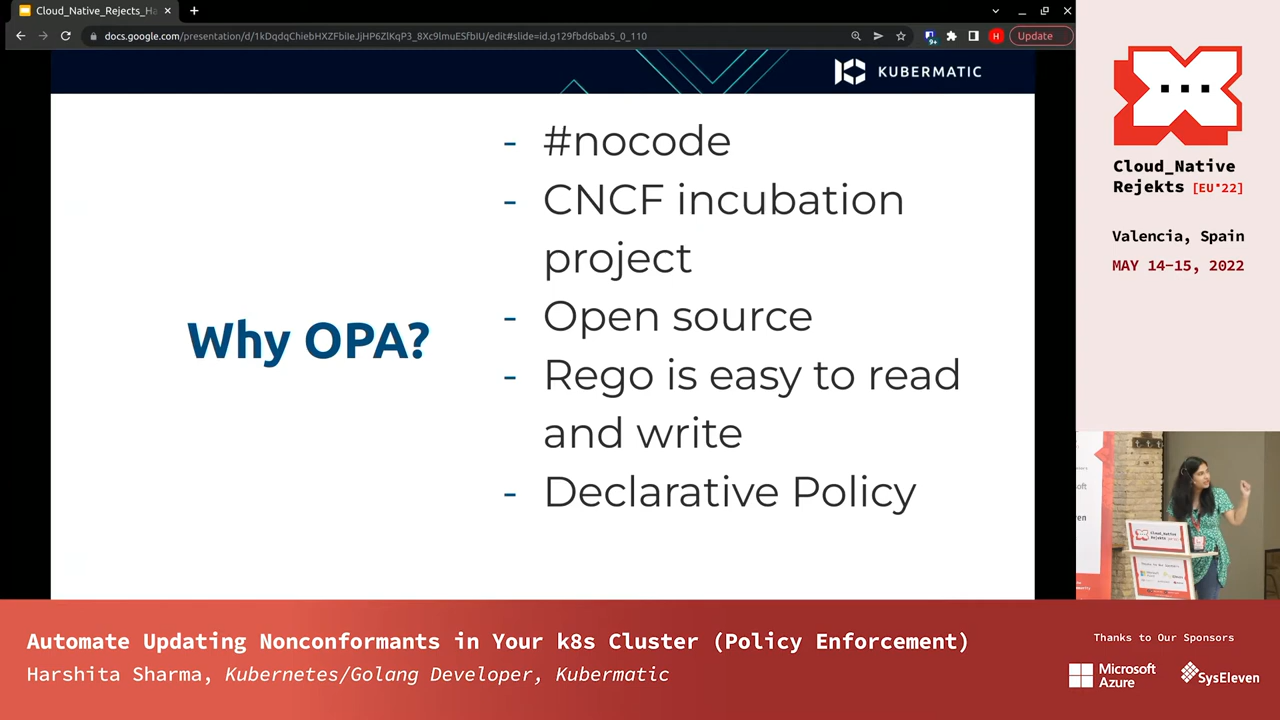 Cloud_Native_Rejects_Ha
docs.google.com/presentation/d/1kDqdqChiebHXZFbiIeJjHP6ZlKqP3_8Xc9lmuESfbIU/edit#slide=id.g129fbd6bab5_0_110
9+
H
Update
KUBERMATIC
Why OPA?
- #nocode
- CNCF incubation
project
- Open source
- Rego is easy to read
and write
- Declarative Policy
Cloud_Native
Rejekts [EU'22]
Valencia, Spain
MAY 14-15, 2022
Automate Updating Nonconformants in Your k8s Cluster (Policy Enforcement)
Harshita Sharma, Kubernetes/Golang Developer, Kubermatic
Thanks to Our Sponsors
Microsoft
Azure
SysEleven